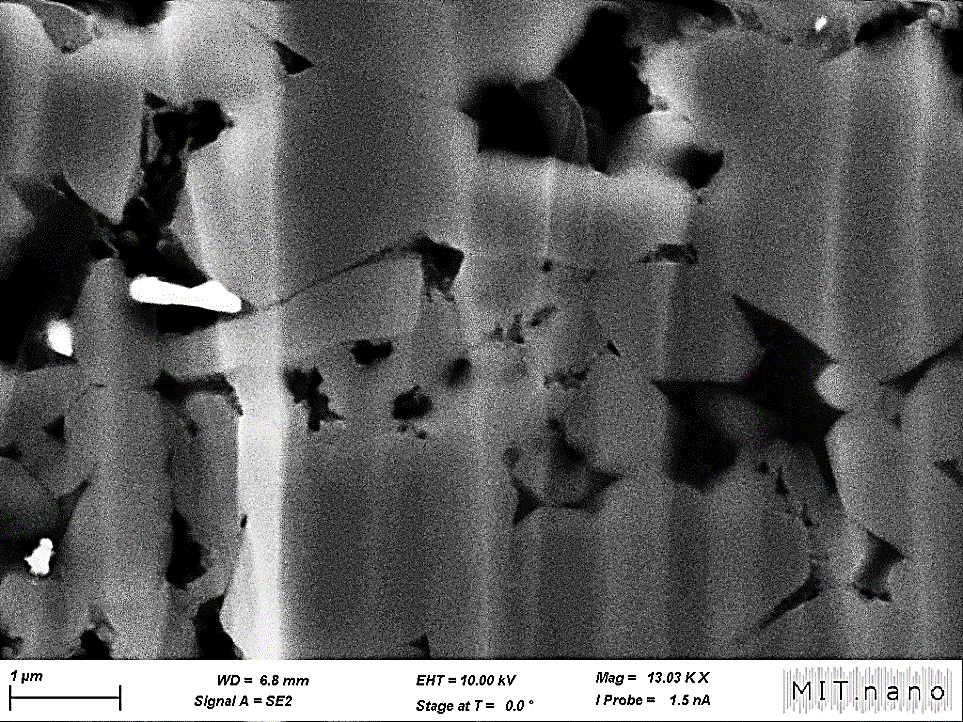 1 µm
WD = 6.8 mm
Signal A = SE2
EHT = 10.00 kV
Stage at T = 0.0 °
Mag = 13.03 K X
I Probe = 1.5 nA
MIT.nano